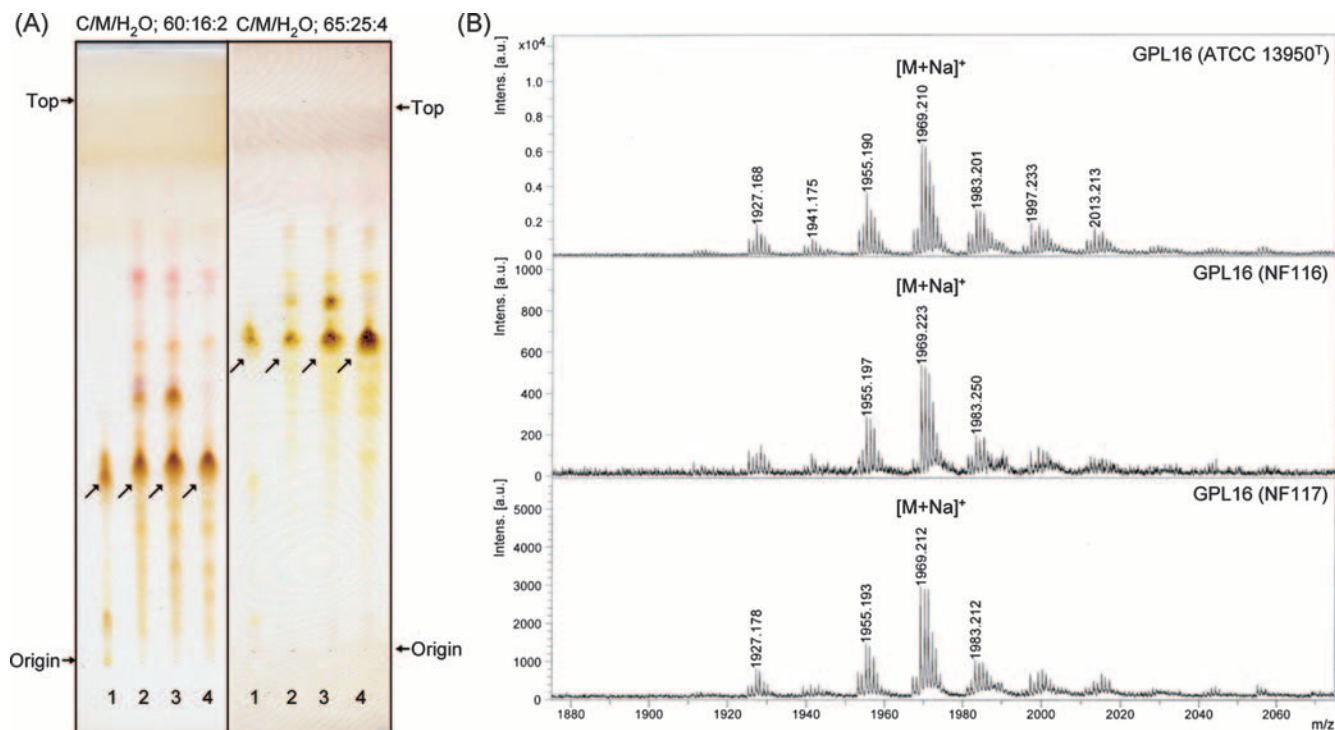 (A)
C/M/H₂O; 60:16:2
C/M/H₂O; 65:25:4
Top
Top
Origin
Origin
1 2 3 4
1 2 3 4
(B)
x10⁴
Intens. [a.u.]
1.0
0.8
0.6
0.4
0.2
0.0
GPL16 (ATCC 13950ᵀ)
[M+Na]⁺
1927.168
1941.175
1955.190
1969.210
1983.201
1997.233
2013.213
Intens. [a.u.]
1000
800
600
400
200
0
GPL16 (NF116)
[M+Na]⁺
1955.197
1969.223
1983.250
Intens. [a.u.]
5000
4000
3000
2000
1000
0
GPL16 (NF117)
[M+Na]⁺
1927.178
1955.193
1969.212
1983.212
1880 1900 1920 1940 1960 1980 2000 2020 2040 2060
m/z